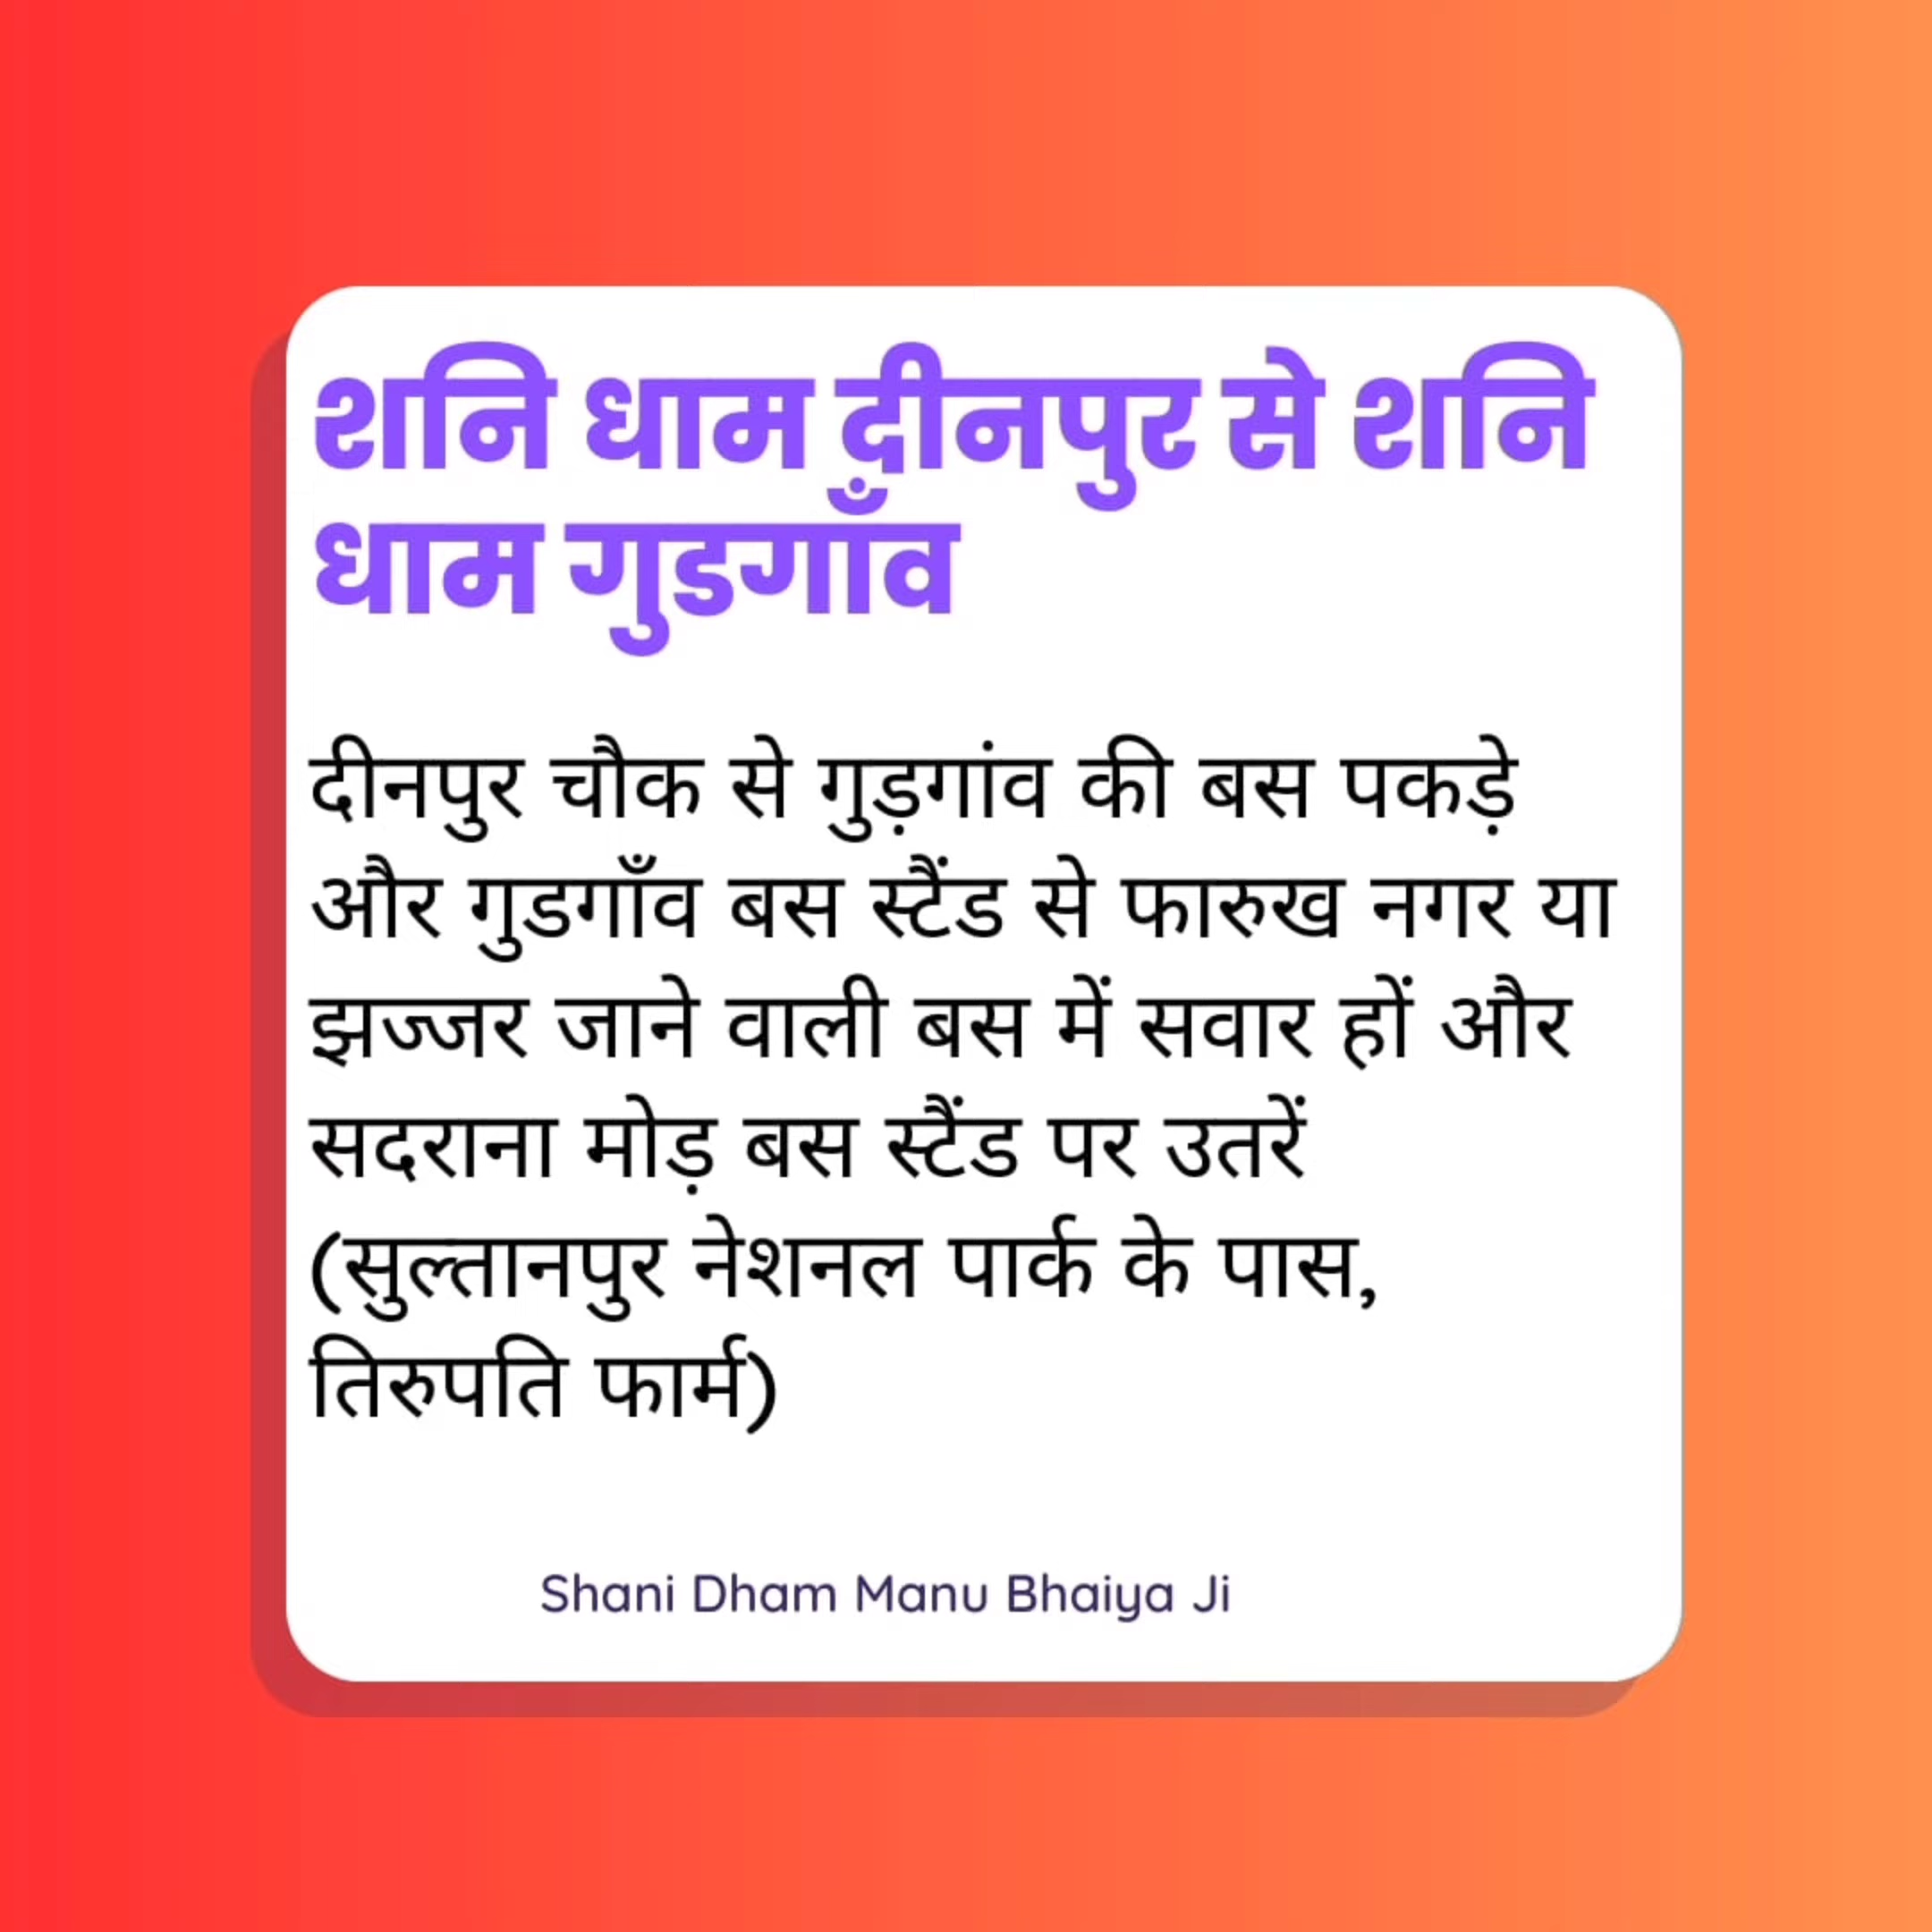 शनि धाम दीनपुर से शनि
धाम गुडगाँव
दीनपुर चौक से गुड़गांव की बस पकड़े
और गुडगाँव बस स्टैंड से फारुख नगर या
झज्जर जाने वाली बस में सवार हों और
सदराना मोड़ बस स्टैंड पर उतरें
(सुल्तानपुर नेशनल पार्क के पास,
तिरुपति फार्म)
Shani Dham Manu Bhaiya Ji